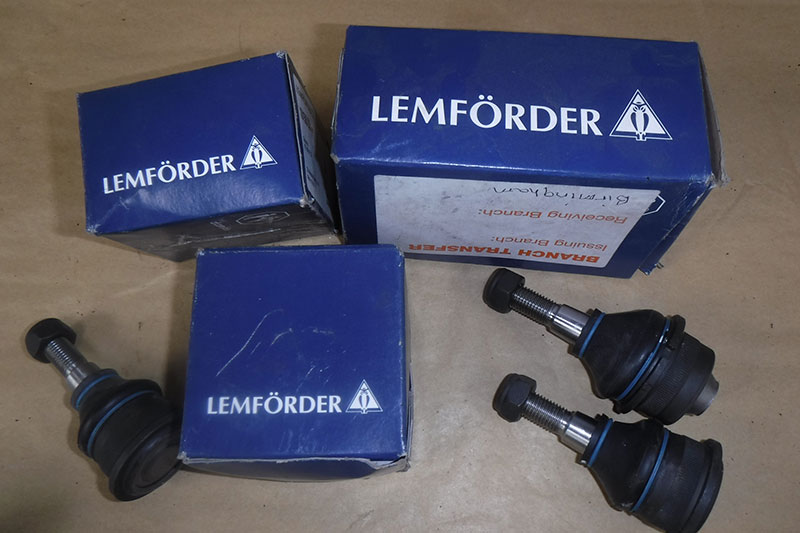 LEMFÖRDER
LEMFÖRDER
BRANCH TRANSFER
Issuing Branch:
Receiving Branch:
Birmingham
LEMFÖRDER